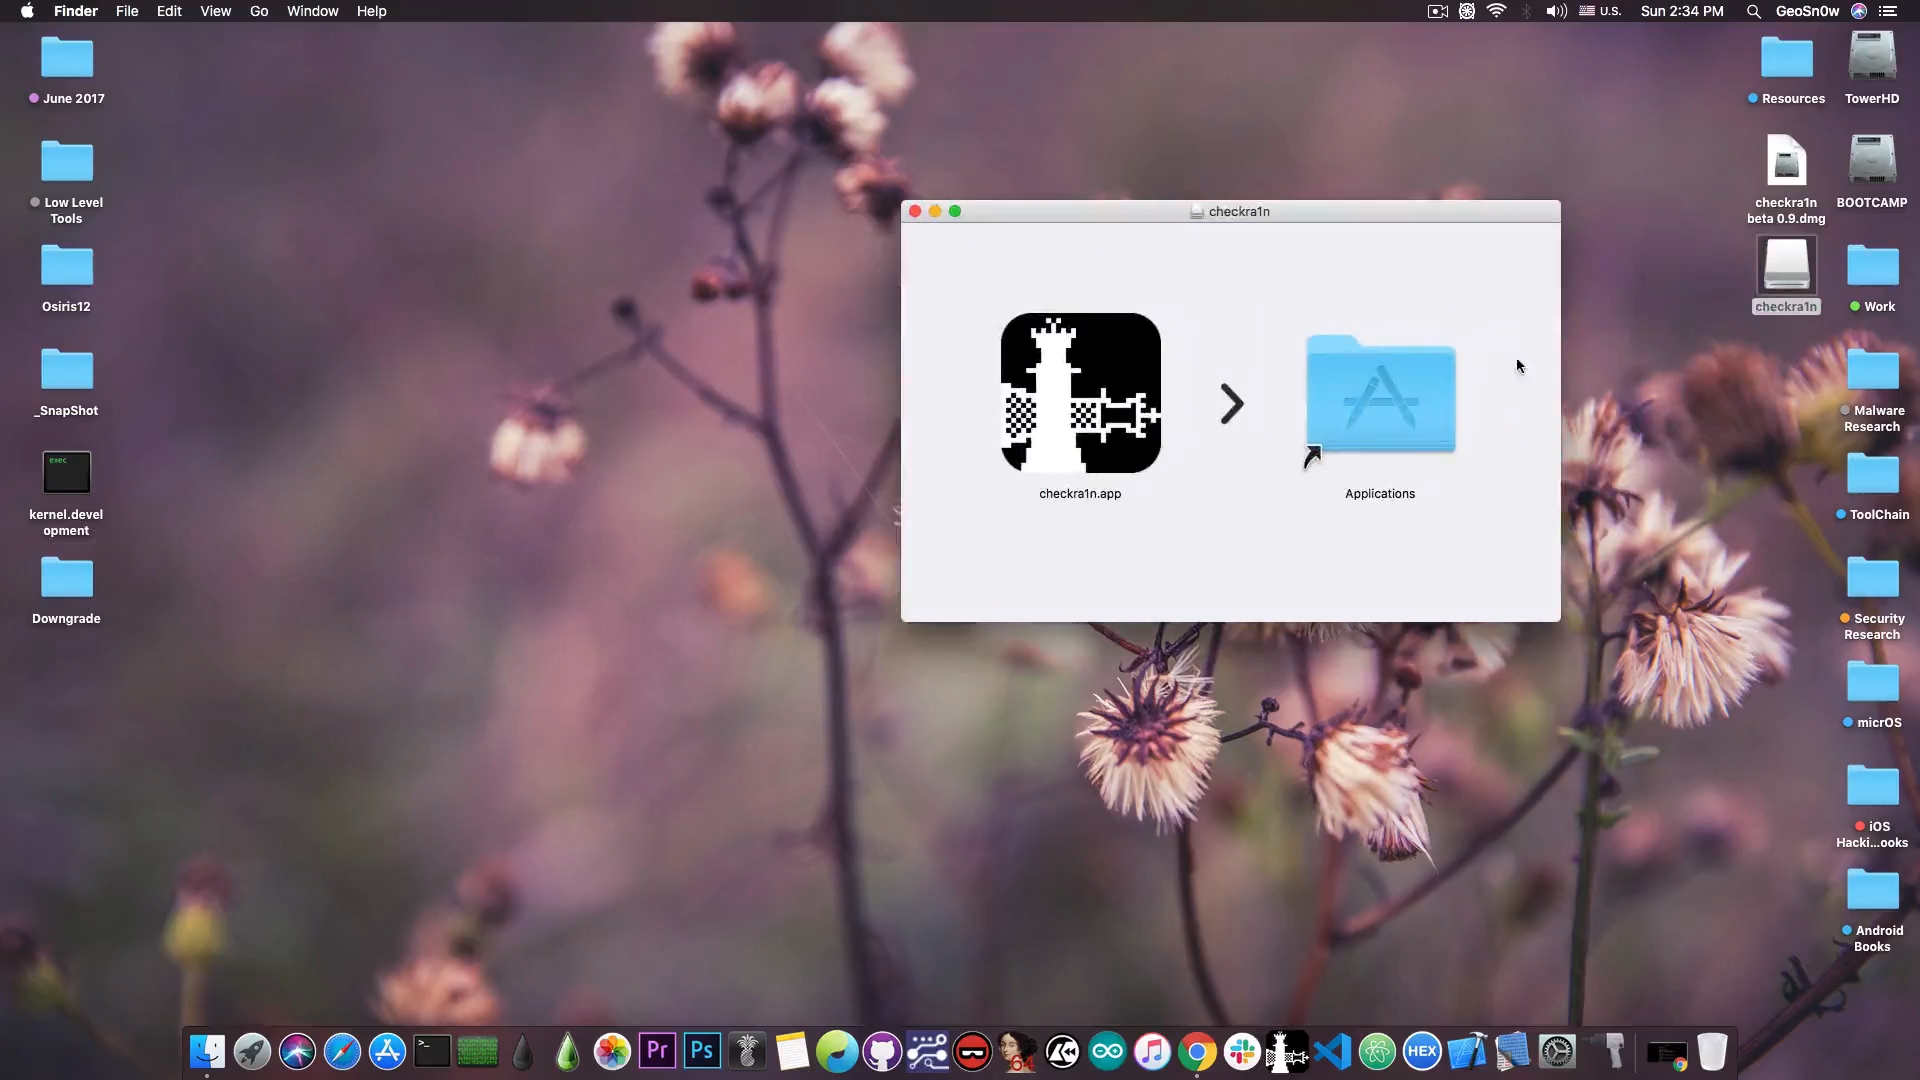 Finder File Edit View Go Window Help
U.S. Sun 2:34 PM GeoSn0w
June 2017
Low Level
Tools
Osiris12
_SnapShot
exec
kernel.devel
opment
Downgrade
checkra1n
checkra1n.app
Applications
Resources
TowerHD
checkra1n
beta 0.9.dmg
BOOTCAMP
checkra1n
Work
Malware
Research
ToolChain
Security
Research
micrOS
iOS
Hacki...ooks
Android
Books
>_
Pr
Ps
64
HEX